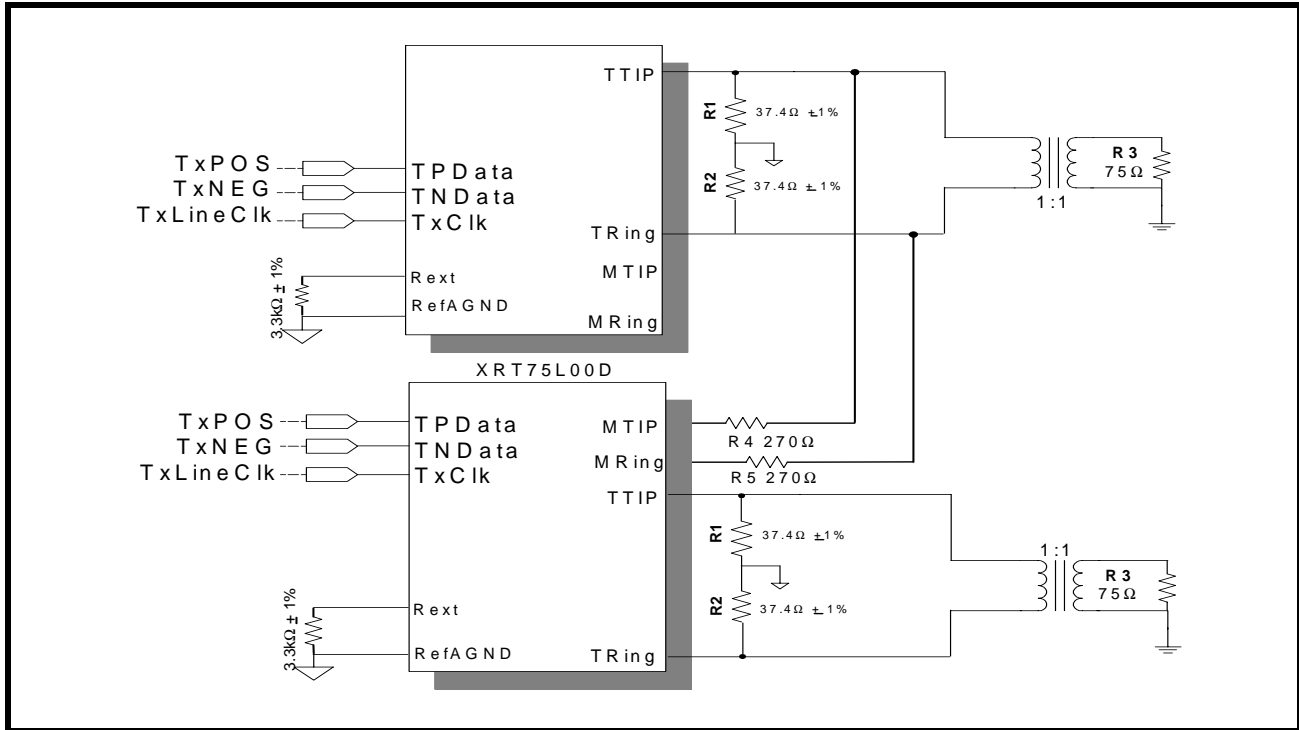 TTIP
R1 37.4Ω ±1%
TxPOS TPData
TxNEG TNData
R2 37.4Ω ±1%
R3
75Ω
1:1
TxLineClk TxClk
TRing
MTIP
Rext
3.3kΩ ± 1%
RefAGND
MRing
XRT75L00D
TxPOS TPData
MTIP
R4 270Ω
TxNEG TNData
MRing
TxLineClk TxClk
R5 270Ω
TTIP
R1 37.4Ω ±1%
1:1
R3
75Ω
R2 37.4Ω ±1%
Rext
3.3kΩ ± 1%
RefAGND
TRing